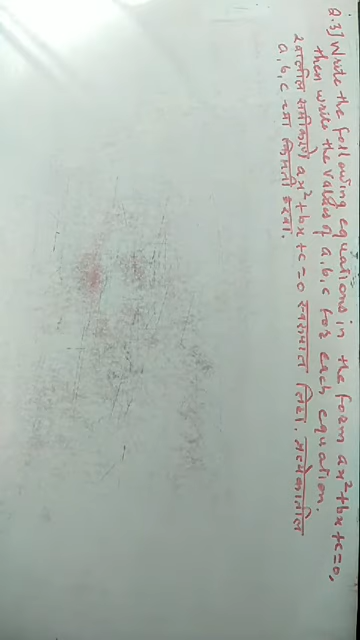 Q.3] Write the following equations in the form ax²+bx+c=0,
then write the values of a, b, c for each equation.
खालील समीकरणे ax²+bx+c=0 स्वरूपात लिहा. प्रत्येकातील
a, b, c च्या किमती ठरवा.